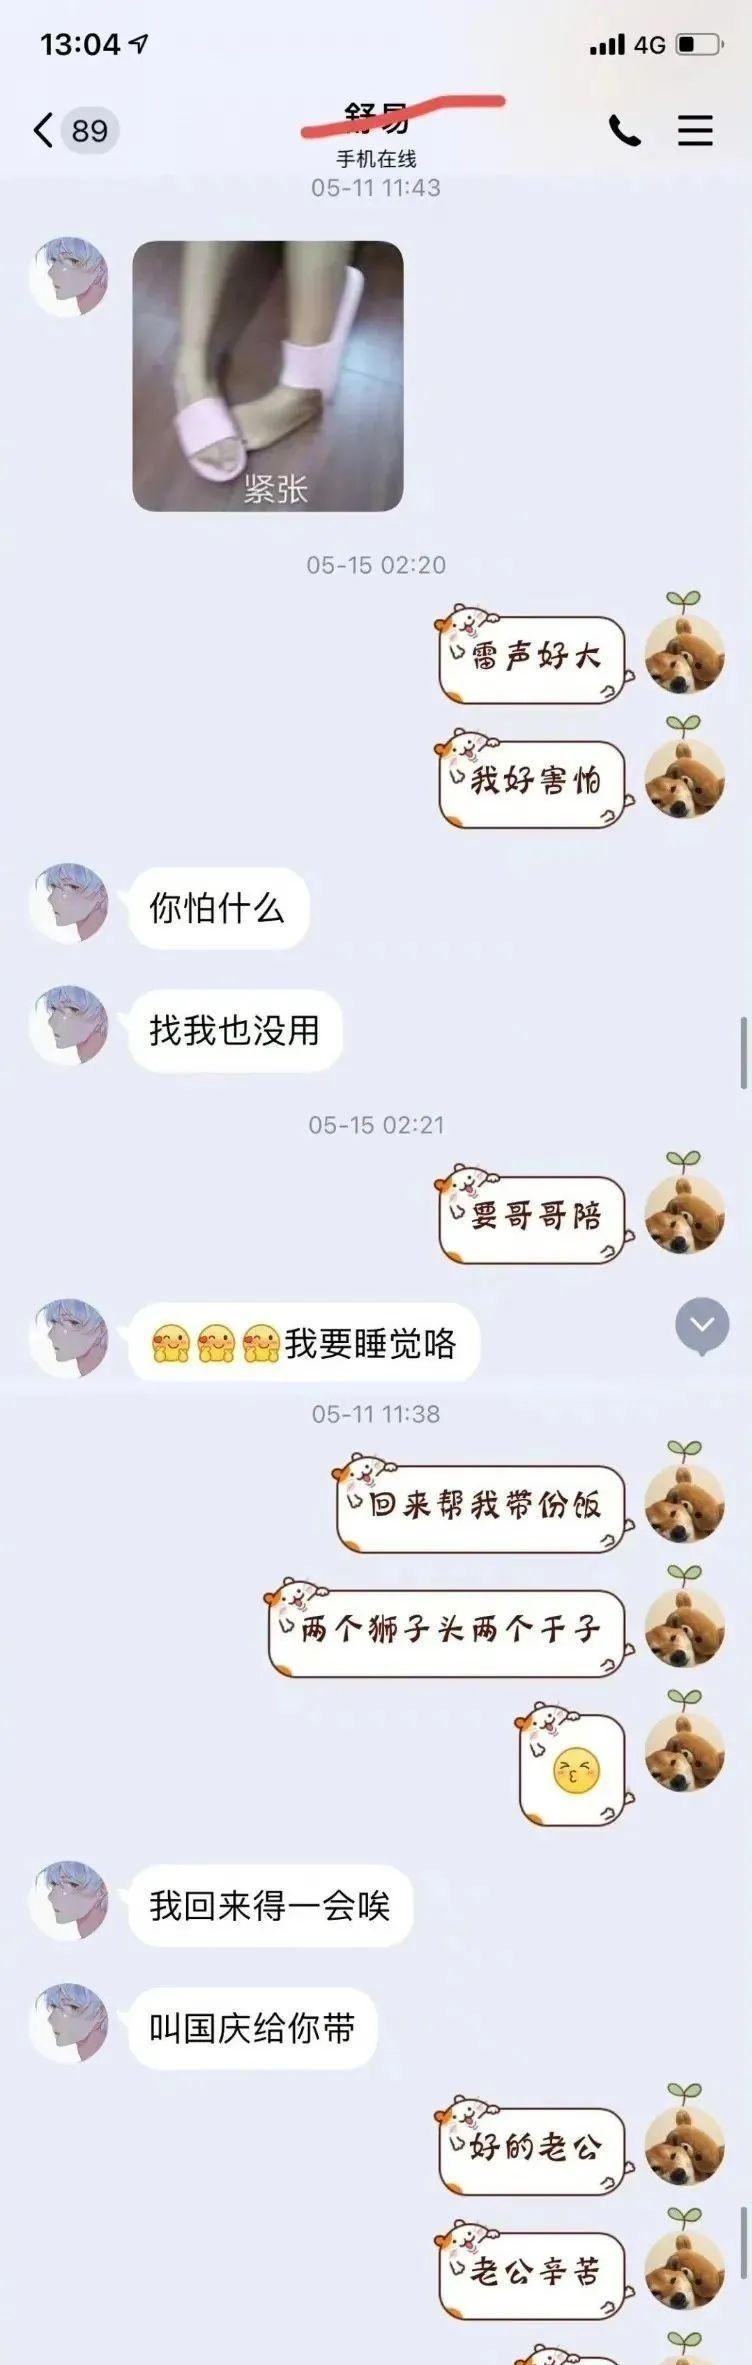 13:04
4G
89
舒易
手机在线
05-11 11:43
紧张
05-15 02:20
雷声好大
我好害怕
你怕什么
找我也没用
05-15 02:21
要哥哥陪
我要睡觉咯
05-11 11:38
回来帮我带份饭
两个狮子头两个干子
我回来得一会唉
叫国庆给你带
好的老公
老公辛苦